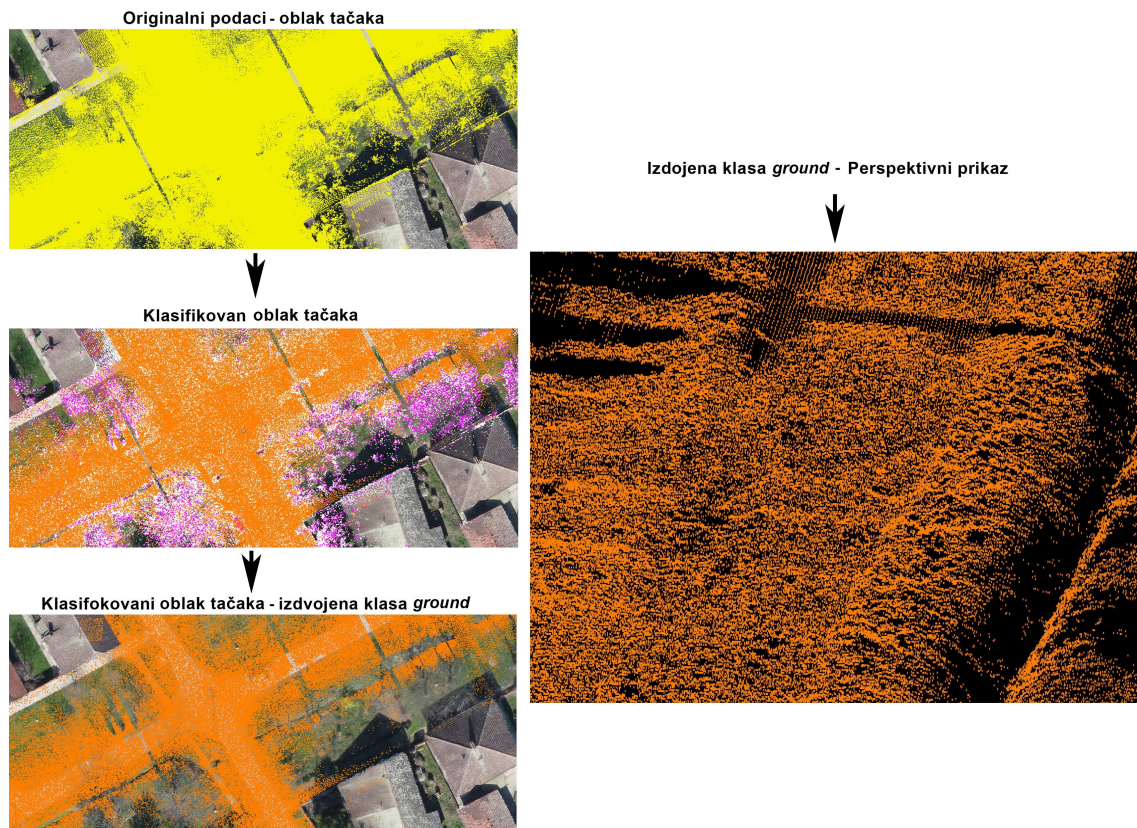 Originalni podaci - oblak tačaka
Klasifikovan oblak tačaka
Klasifokovani oblak tačaka - izdvojena klasa ground
Izdojena klasa ground - Perspektivni prikaz